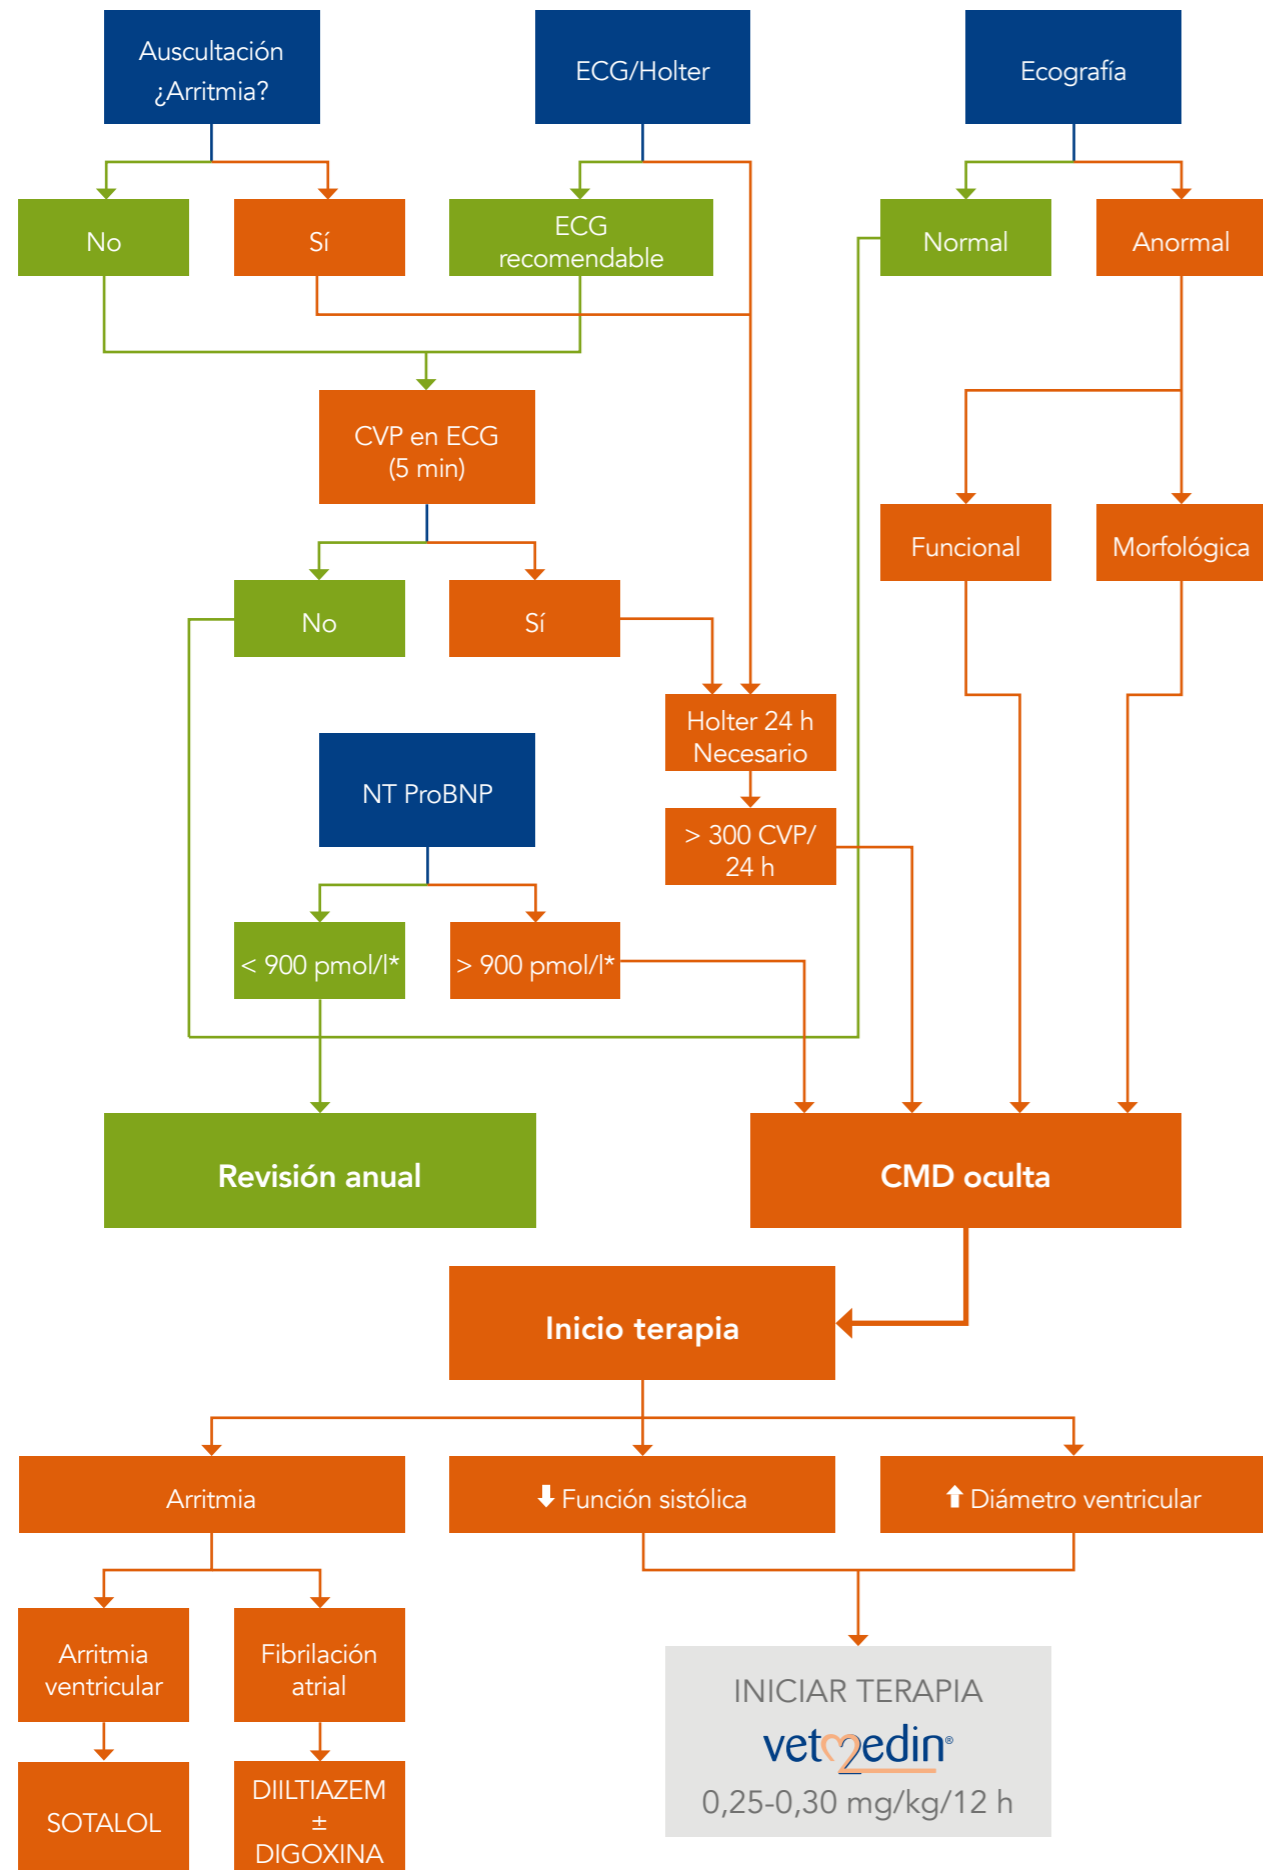 Auscultación
¿Arritmia?
ECG/Holter
Ecografía
No
Sí
ECG
recomendable
Normal
Anormal
CVP en ECG
(5 min)
Funcional
Morfológica
No
Sí
Holter 24 h
Necesario
NT ProBNP
> 300 CVP/
24 h
< 900 pmol/l*
> 900 pmol/l*
Revisión anual
CMD oculta
Inicio terapia
Arritmia
Función sistólica
Diámetro ventricular
Arritmia
ventricular
Fibrilación
atrial
INICIAR TERAPIA
vetmedin®
0,25-0,30 mg/kg/12 h
SOTALOL
DIILTIAZEM
±
DIGOXINA